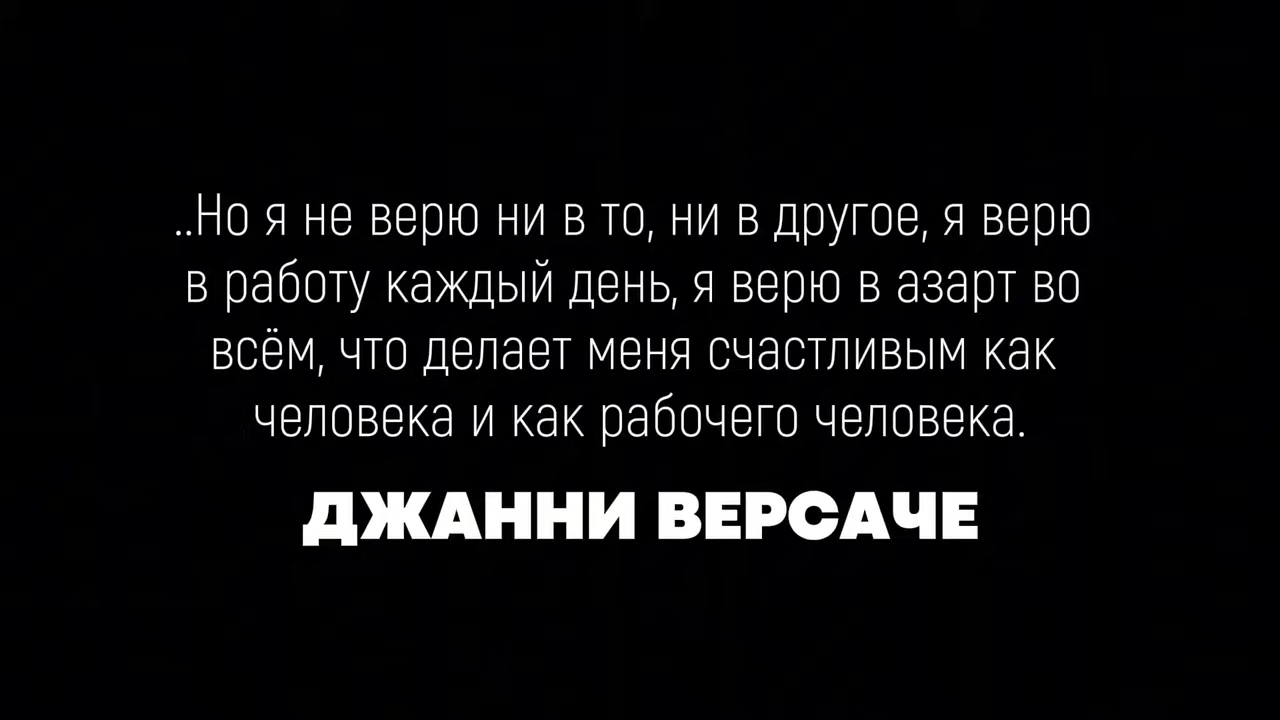 ..Но я не верю ни в то, ни в другое, я верю
в работу каждый день, я верю в азарт во
всём, что делает меня счастливым как
человека и как рабочего человека.
ДЖАННИ ВЕРСАЧЕ